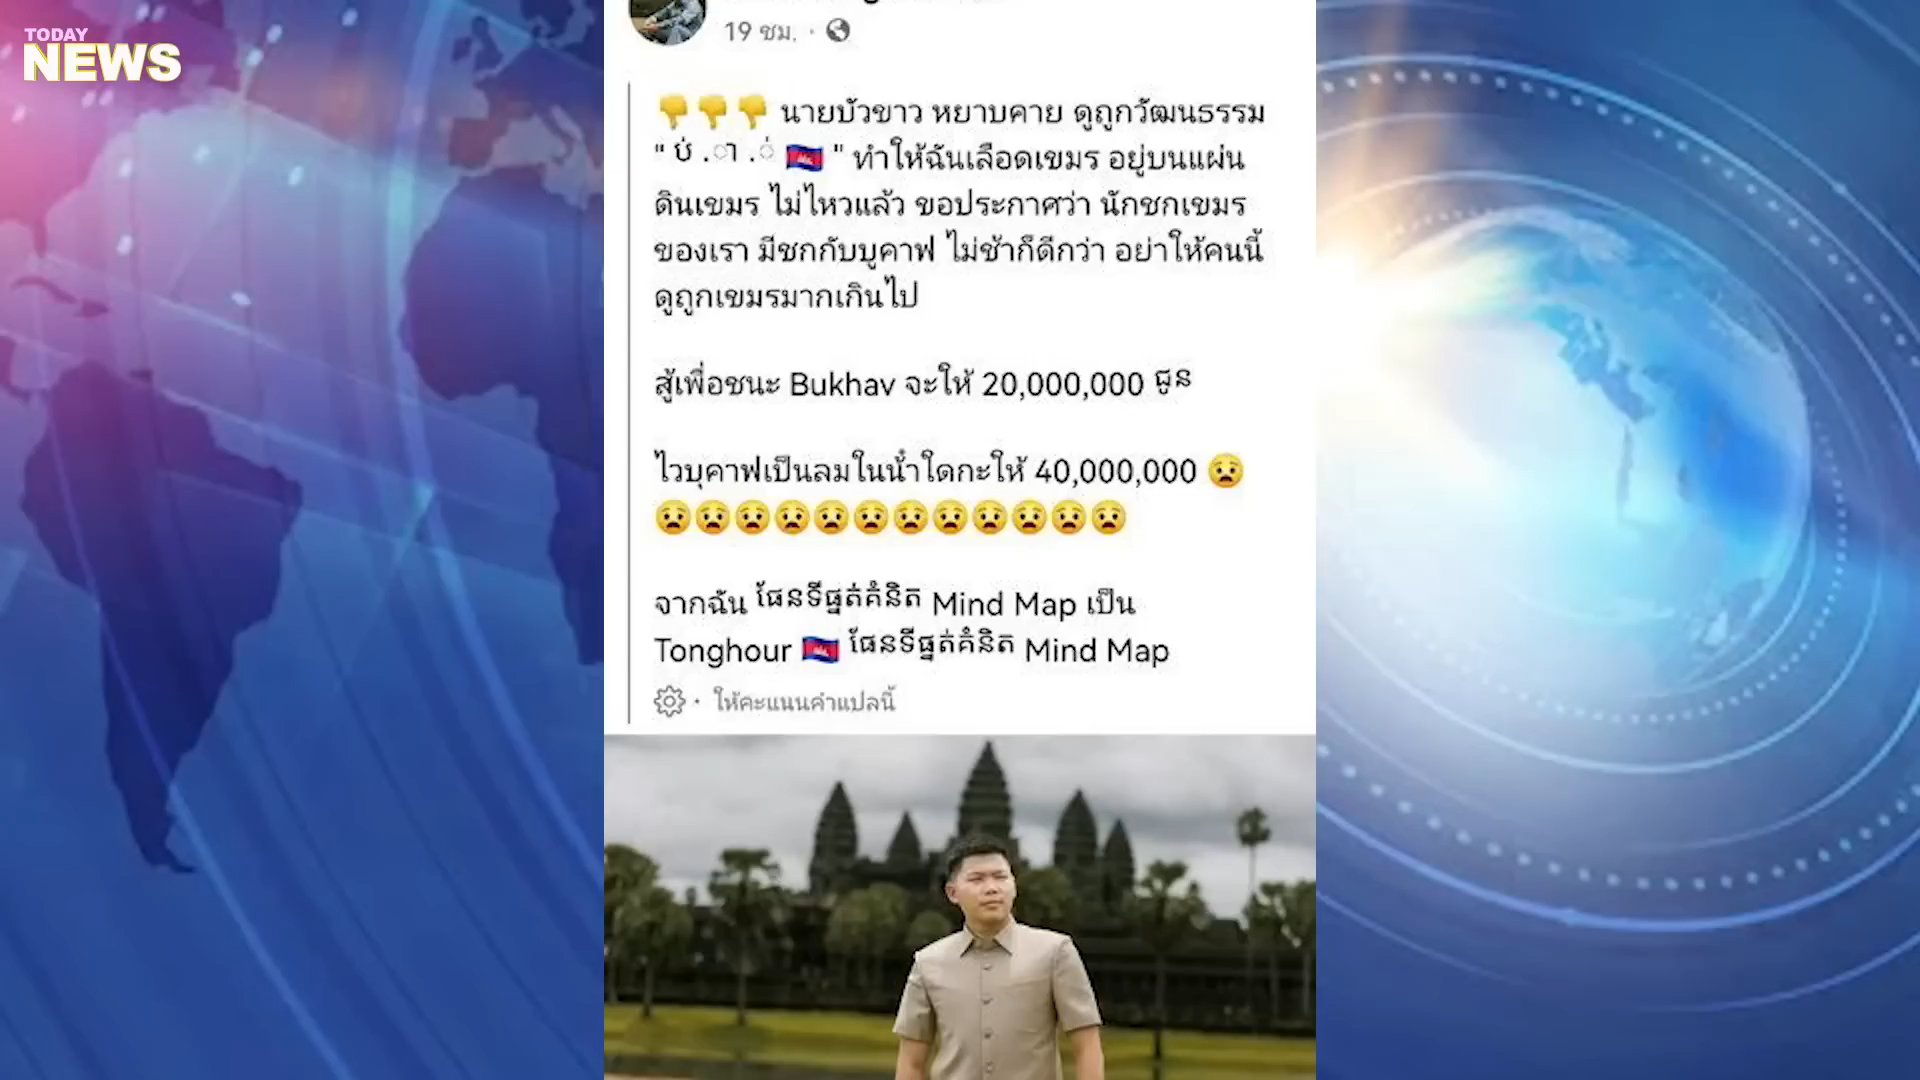 TODAY
NEWS
19 ชม. ·
👎👎👎 นายบัวขาว หยาบคาย ดูถูกวัฒนธรรม
🇰🇭 " ทำให้ฉันเลือดเขมร อยู่บนแผ่น
ดินเขมร ไม่ไหวแล้ว ขอประกาศว่า นักชกเขมร
ของเรา มีชกกับบูคาฟ ไม่ช้าก็ดีกว่า อย่าให้คนนี้
ดูถูกเขมรมากเกินไป
สู้เพื่อชนะ Bukhav จะให้ 20,000,000 ជូន
ไวบุคาฟเป็นลมในน้ำใดกะให้ 40,000,000 😧
😧😧😧😧😧😧😧😧😧😧😧😧
จากฉัน ផែនទីផ្នត់គំនិត Mind Map เป็น
Tonghour 🇰🇭 ផែនទីផ្នត់គំនិត Mind Map
· ให้คะแนนคำแปลนี้